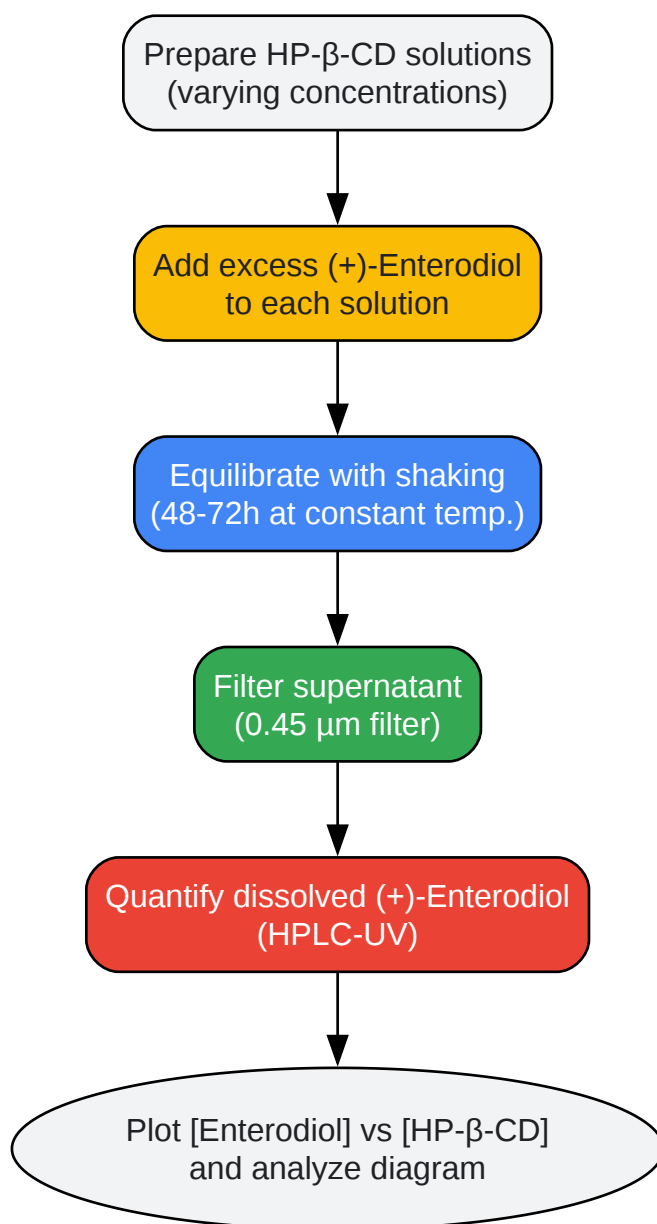 Prepare HP-β-CD solutions
(varying concentrations)
Add excess (+)-Enterodiol
to each solution
Equilibrate with shaking
(48-72h at constant temp.)
Filter supernatant
(0.45 µm filter)
Quantify dissolved (+)-Enterodiol
(HPLC-UV)
Plot [Enterodiol] vs [HP-β-CD]
and analyze diagram